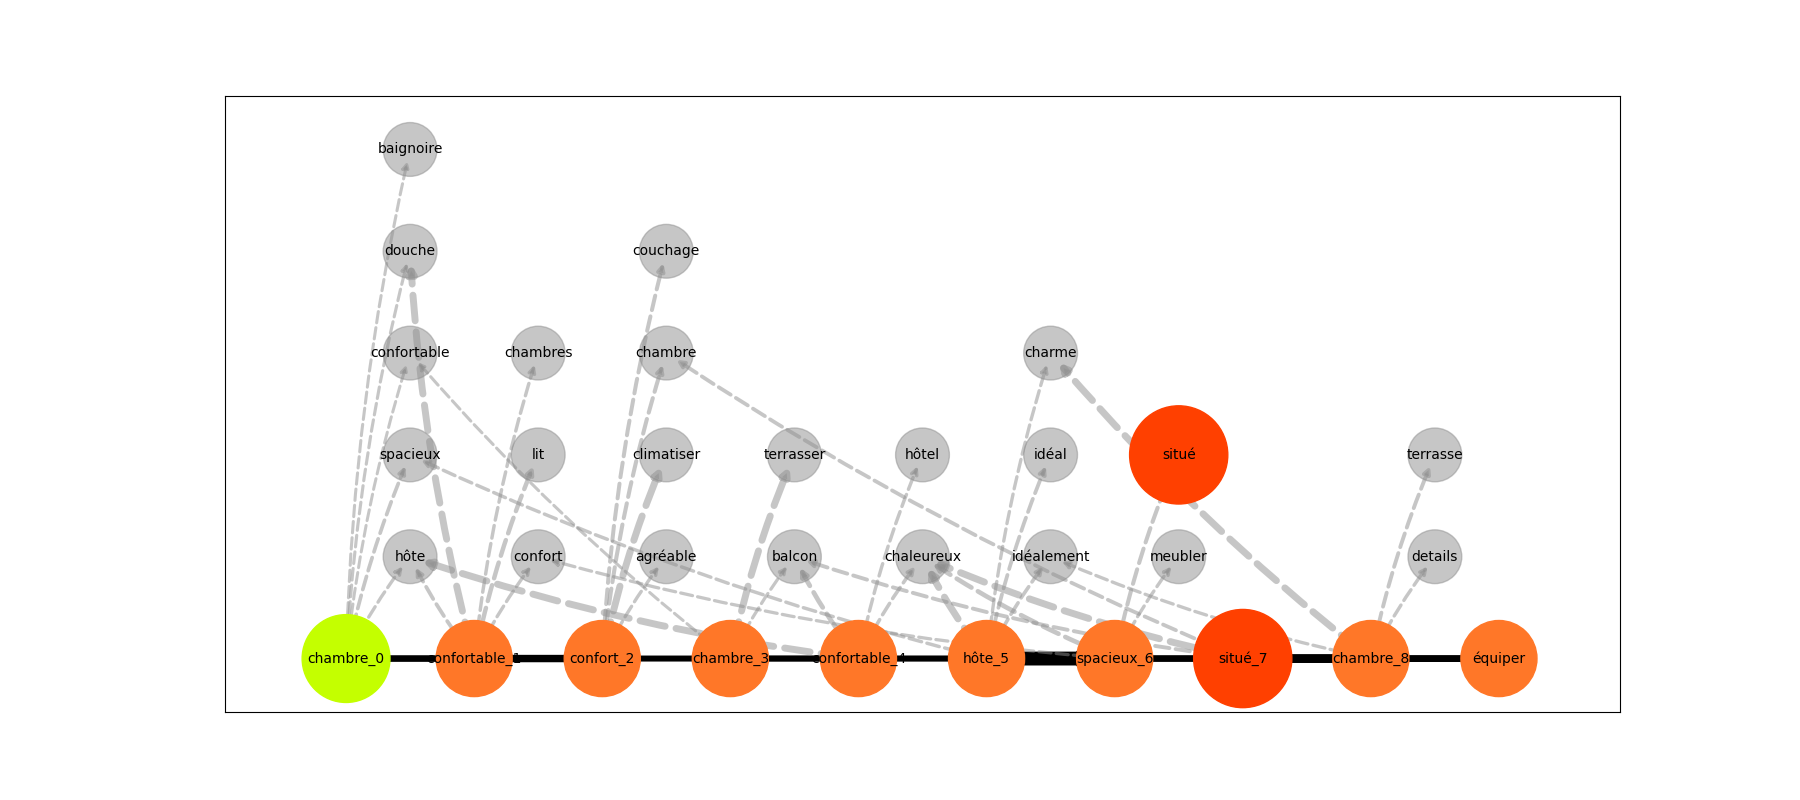 baignoire
douche
couchage
confortable
chambres
chambre
charme
spacieux
lit
climatiser
terrasser
hôtel
idéal
situé
terrasse
hôte
confort
agréable
balcon
chaleureux
idéalement
meubler
details
chambre_0
confortable_1
confort_2
chambre_3
confortable_4
hôte_5
spacieux_6
situé_7
chambre_8
équiper